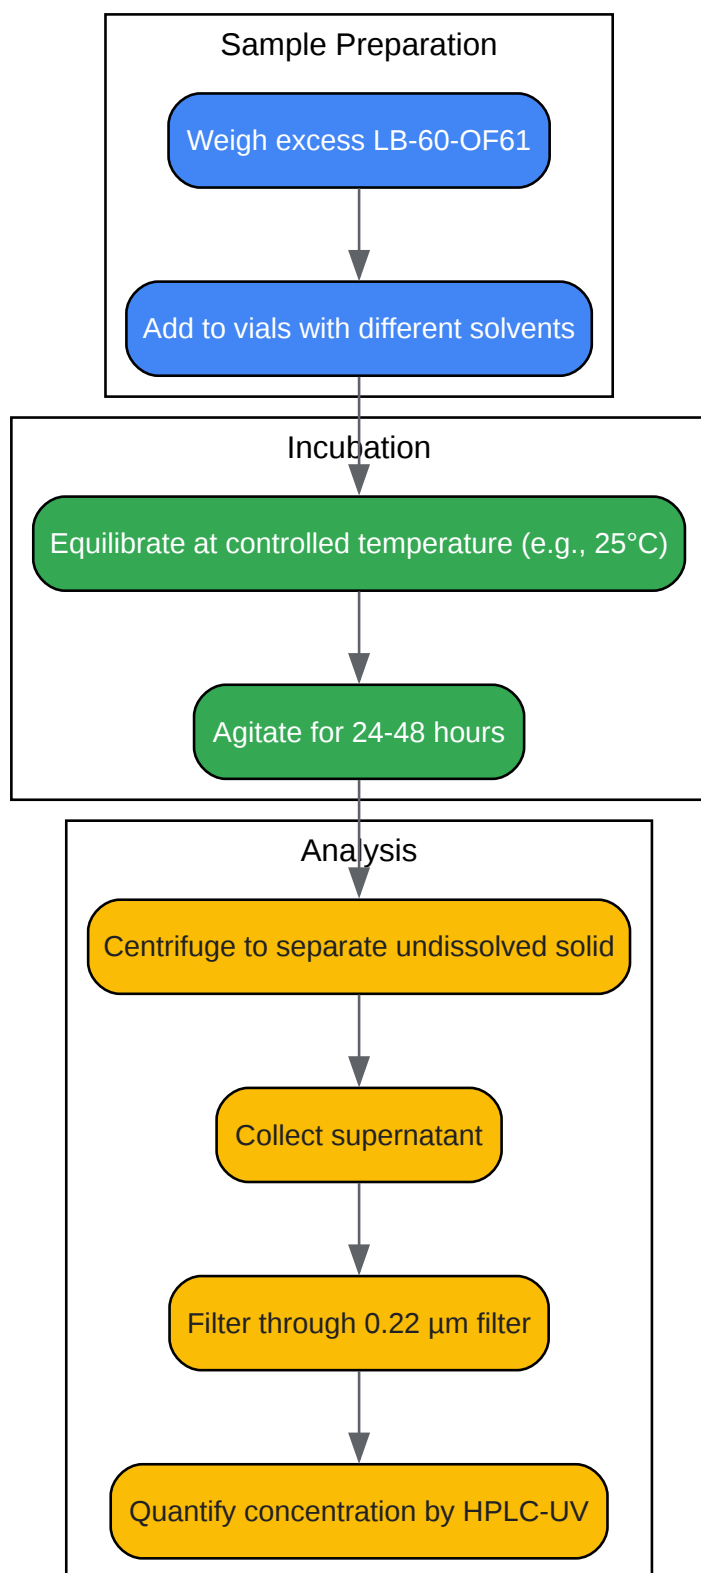 Sample Preparation
Weigh excess LB-60-OF61
Add to vials with different solvents
Incubation
Equilibrate at controlled temperature (e.g., 25°C)
Agitate for 24-48 hours
Analysis
Centrifuge to separate undissolved solid
Collect supernatant
Filter through 0.22 µm filter
Quantify concentration by HPLC-UV